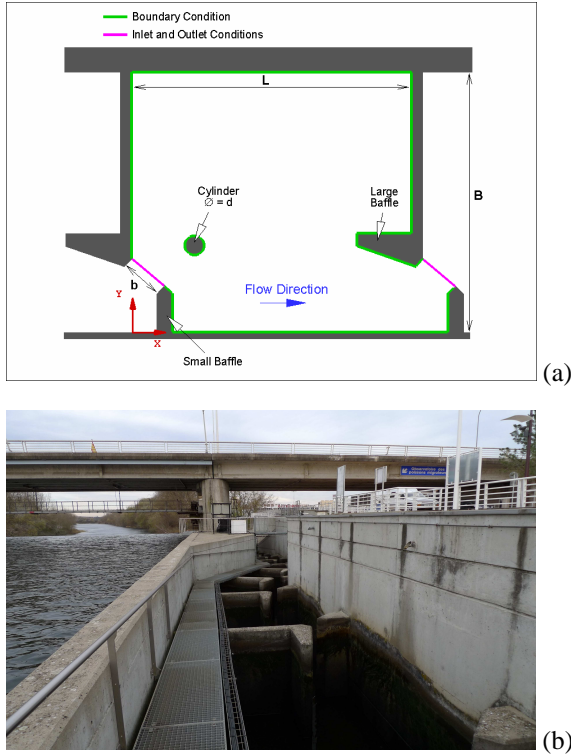 Boundary Condition
Inlet and Outlet Conditions
L
Cylinder
Ø = d
Large
Baffle
B
b
Y
Flow Direction
X
Small Baffle
(a)
(b)